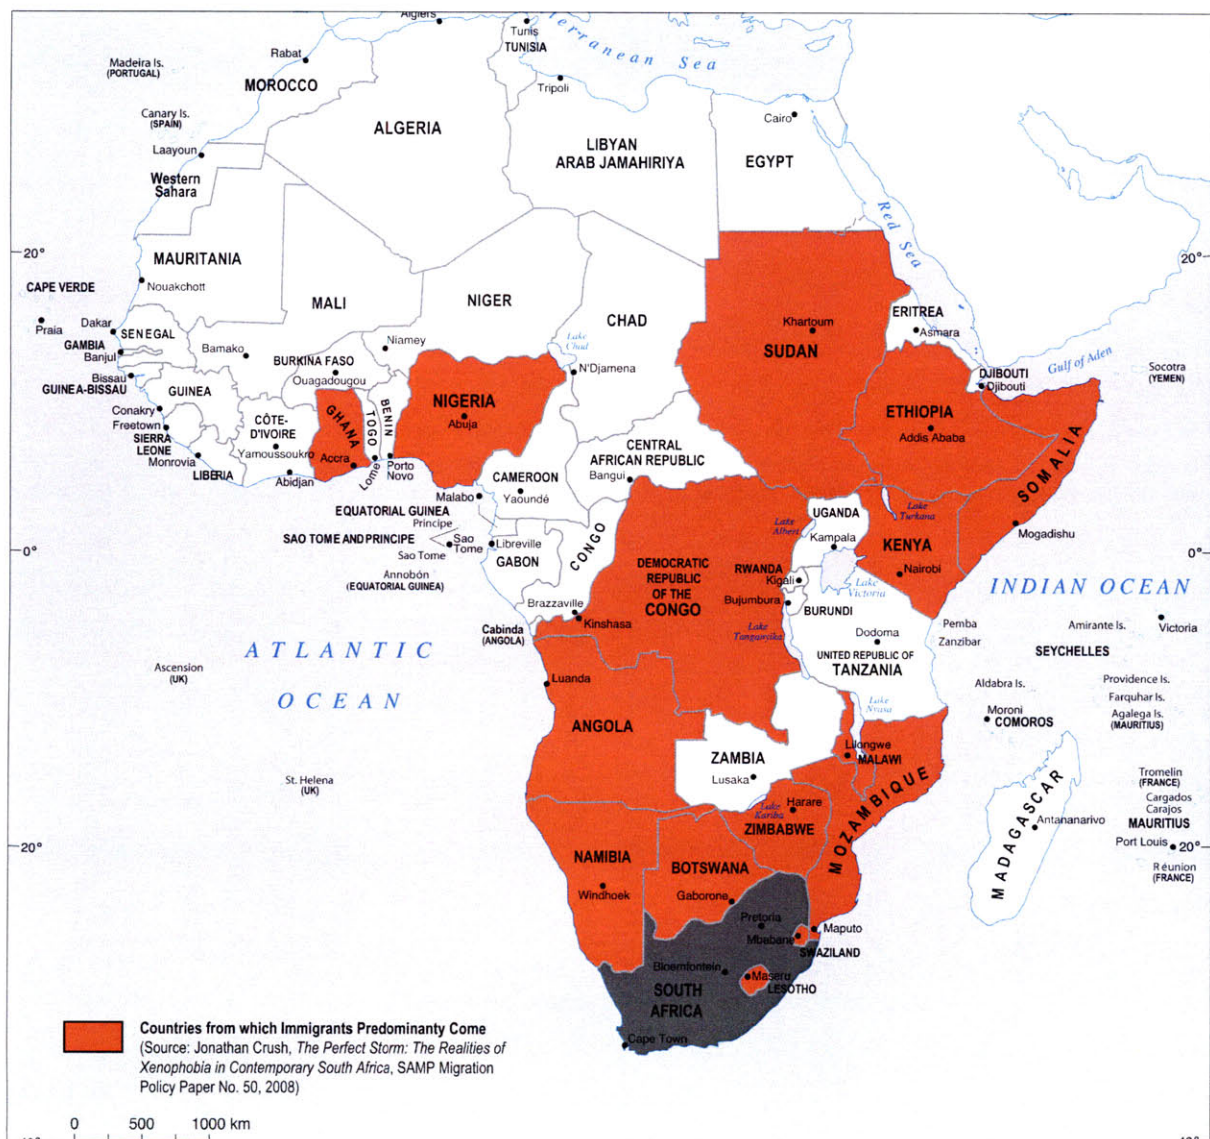 Algiers
Tunis
TUNISIA
Mediterranean Sea
Rabat
Madeira Is.
(PORTUGAL)
MOROCCO
Tripoli
Canary Is.
(SPAIN)
Cairo
Laayoun
ALGERIA
LIBYAN
ARAB JAMAHIRIYA
EGYPT
Western
Sahara
Red Sea
20°
20°
MAURITANIA
CAPE VERDE
Nouakchott
MALI
NIGER
CHAD
ERITREA
Praia
Dakar
SENEGAL
Khartoum
Asmara
GAMBIA
Banjul
Bamako
Niamey
Lake
Chad
SUDAN
Gulf of Aden
BURKINA FASO
Ouagadougou
N'Djamena
DJIBOUTI
Djibouti
Socotra
(YEMEN)
Bissau
GUINEA-BISSAU
GUINEA
NIGERIA
Abuja
ETHIOPIA
Addis Ababa
Conakry
Freetown
SIERRA
LEONE
Monrovia
LIBERIA
CÔTE-
D'IVOIRE
Yamoussoukro
Abidjan
GHANA
Accra
TOGO
Lome
BENIN
Porto
Novo
CENTRAL
AFRICAN REPUBLIC
Bangui
SOMALIA
Mogadishu
CAMEROON
Yaoundé
Malabo
EQUATORIAL GUINEA
Principe
SAO TOME AND PRINCIPE
Sao
Tome
Sao Tome
Libreville
GABON
CONGO
Annobón
(EQUATORIAL GUINEA)
0°
0°
UGANDA
Kampala
Lake
Albert
Lake
Turkana
KENYA
Nairobi
DEMOCRATIC
REPUBLIC
OF THE
CONGO
RWANDA
Kigali
Lake
Victoria
Bujumbura
BURUNDI
INDIAN OCEAN
Brazzaville
Kinshasa
Cabinda
(ANGOLA)
Lake
Tanganyika
Dodoma
UNITED REPUBLIC OF
TANZANIA
Pemba
Zanzibar
Amirante Is.
Victoria
SEYCHELLES
ATLANTIC
OCEAN
Ascension
(UK)
Luanda
ANGOLA
Aldabra Is.
Providence Is.
Farquhar Is.
Agalega Is.
(MAURITIUS)
Moroni
COMOROS
Lake
Nyasa
Lilongwe
MALAWI
ZAMBIA
Lusaka
St. Helena
(UK)
MOZAMBIQUE
Tromelin
(FRANCE)
Cargados
Carajos
MAURITIUS
Port Louis
Réunion
(FRANCE)
MADAGASCAR
Antananarivo
Lake
Kariba
Harare
ZIMBABWE
20°
20°
NAMIBIA
Windhoek
BOTSWANA
Gaborone
Pretoria
Mbabane
Maputo
SWAZILAND
Bloemfontein
Maseru
LESOTHO
SOUTH
AFRICA
Cape Town
Countries from which Immigrants Predominanty Come
(Source: Jonathan Crush, The Perfect Storm: The Realities of
Xenophobia in Contemporary South Africa, SAMP Migration
Policy Paper No. 50, 2008)
0 500 1000 km